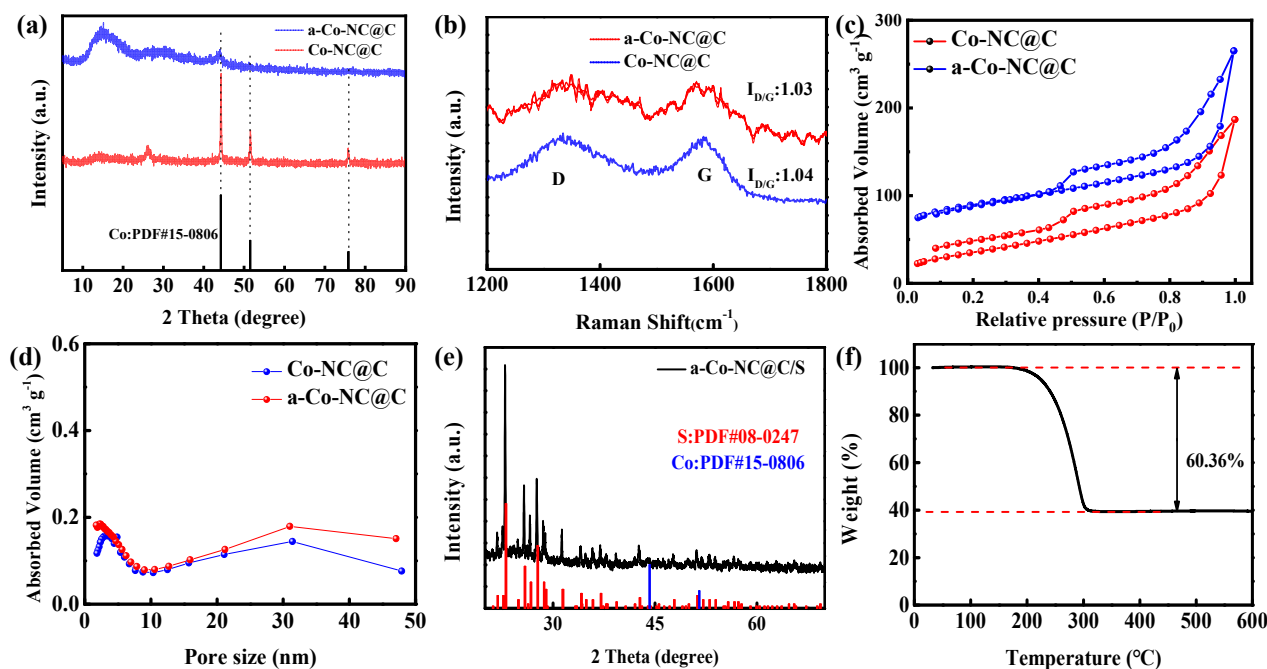 (a)
a-Co-NC@C
Co-NC@C
Co:PDF#15-0806
Intensity (a.u.)
10 20 30 40 50 60 70 80 90
2 Theta (degree)
(b)
a-Co-NC@C
Co-NC@C
I_{D/G}:1.03
I_{D/G}:1.04
D
G
Intensity (a.u.)
1200 1400 1600 1800
Raman Shift(cm⁻¹)
(c)
Co-NC@C
a-Co-NC@C
Absorbed Volume (cm³ g⁻¹)
300
200
100
0
0.0 0.2 0.4 0.6 0.8 1.0
Relative pressure (P/P₀)
(d)
Co-NC@C
a-Co-NC@C
Absorbed Volume (cm³ g⁻¹)
0.6
0.4
0.2
0.0
0 10 20 30 40 50
Pore size (nm)
(e)
a-Co-NC@C/S
S:PDF#08-0247
Co:PDF#15-0806
Intensity (a.u.)
30 45 60
2 Theta (degree)
(f)
Weight (%)
100
80
60
40
20
0
60.36%
0 100 200 300 400 500 600
Temperature (℃)